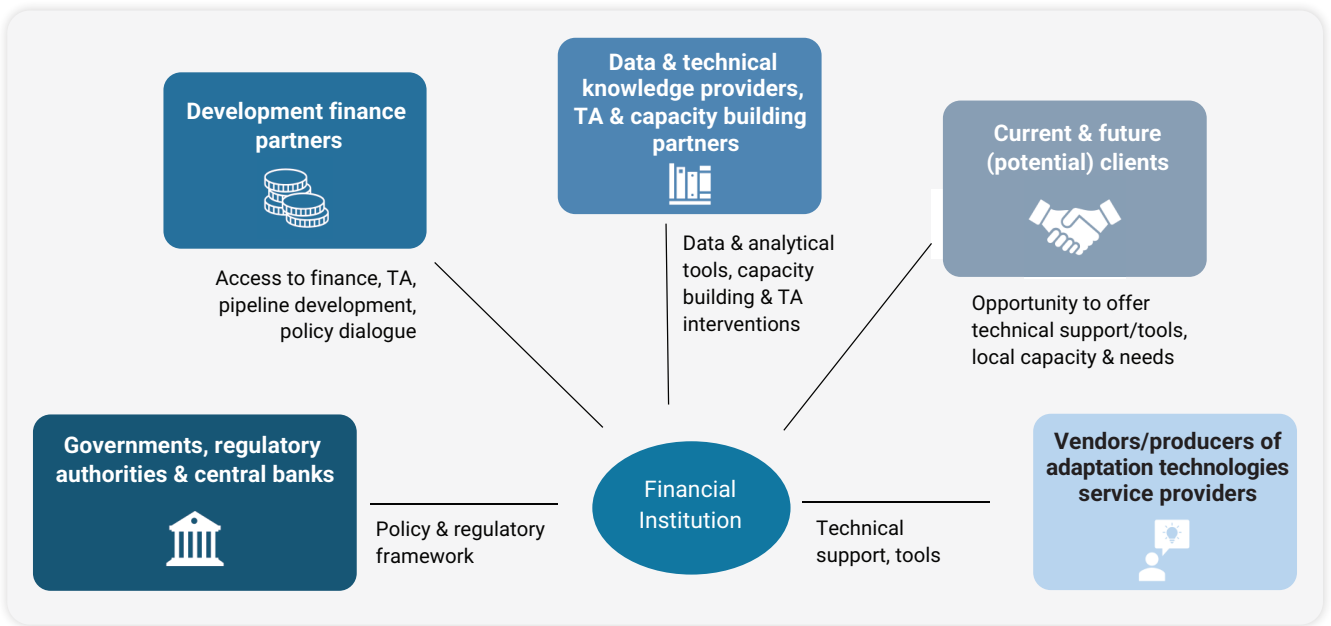 Development finance
partners
Access to finance, TA,
pipeline development,
policy dialogue
Data & technical
knowledge providers,
TA & capacity building
partners
Data & analytical
tools, capacity
building & TA
interventions
Current & future
(potential) clients
Opportunity to offer
technical support/tools,
local capacity & needs
Governments, regulatory
authorities & central banks
Policy & regulatory
framework
Financial
Institution
Technical
support, tools
Vendors/producers of
adaptation technologies
service providers